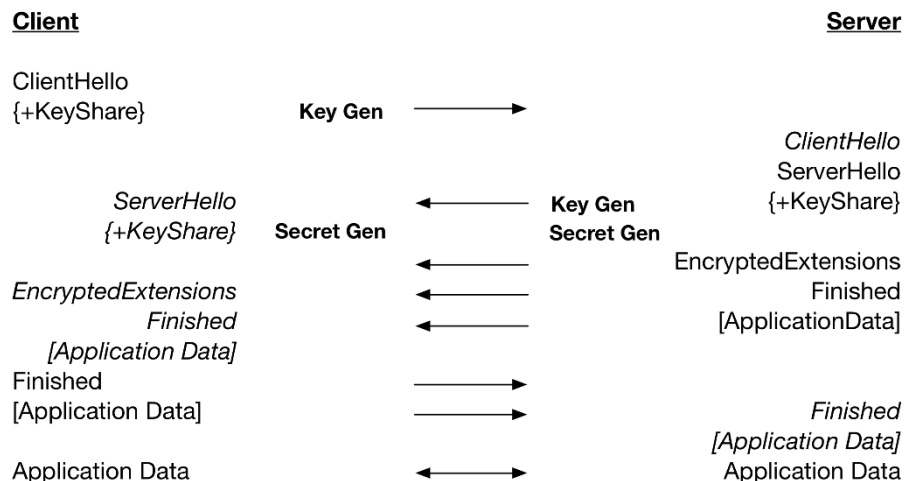 Client Server
ClientHello
{+KeyShare} Key Gen
ClientHello
ServerHello
ServerHello Key Gen {+KeyShare}
{+KeyShare} Secret Gen Secret Gen
EncryptedExtensions
EncryptedExtensions Finished
Finished [ApplicationData]
[Application Data]
Finished
[Application Data] Finished
[Application Data]
Application Data Application Data